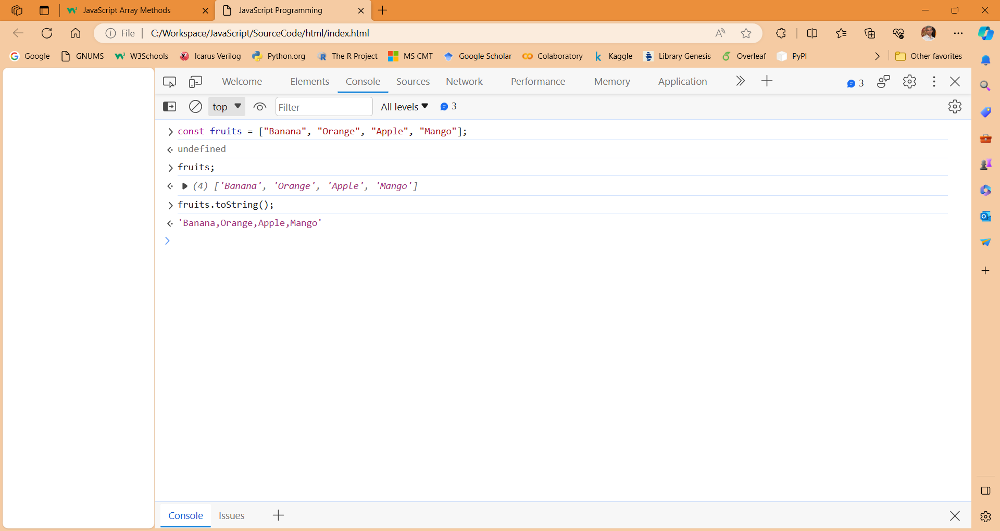 JavaScript Array Methods
JavaScript Programming
File
C:/Workspace/JavaScript/SourceCode/html/index.html
Google GNUMS W3Schools Icarus Verilog Python.org The R Project MS CMT Google Scholar Colaboratory Kaggle Library Genesis Overleaf PyPI Other favorites
Welcome Elements Console Sources Network Performance Memory Application 3
top Filter All levels 3
const fruits = ["Banana", "Orange", "Apple", "Mango"];
undefined
fruits;
(4) ['Banana', 'Orange', 'Apple', 'Mango']
fruits.toString();
'Banana,Orange,Apple,Mango'
Console Issues